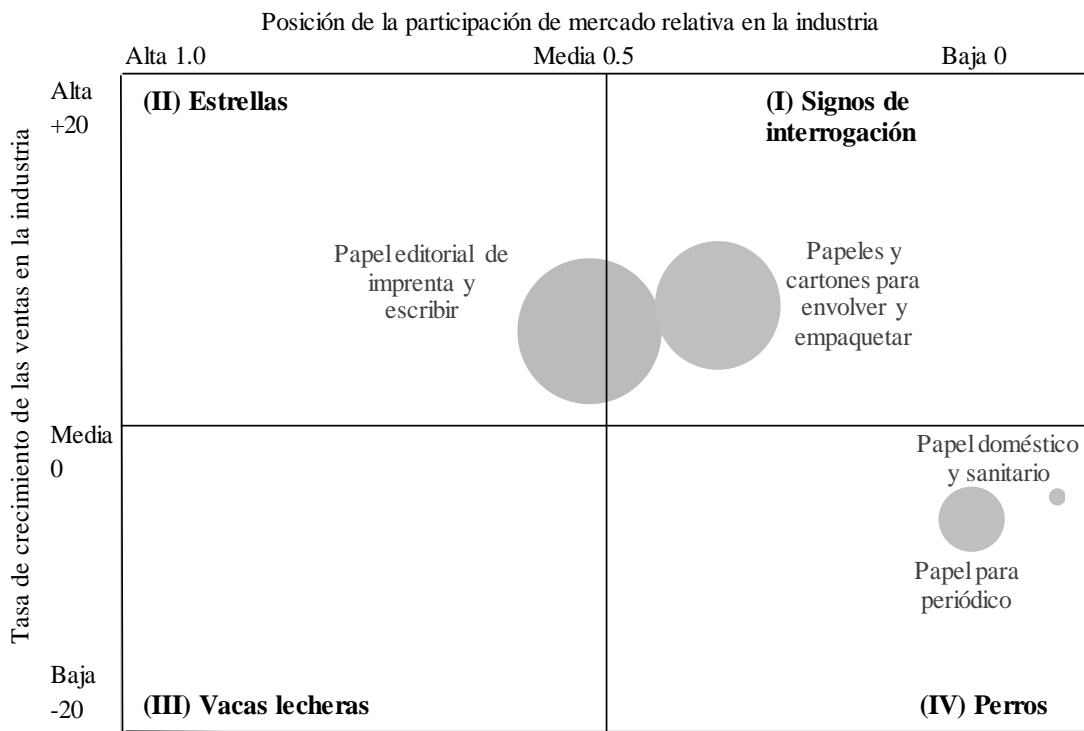 Posición de la participación de mercado relativa en la industria
Alta 1.0
Media 0.5
Baja 0
Tasa de crecimiento de las ventas en la industria
Alta
+20
(II) Estrellas
(I) Signos de
interrogación
Papel editorial de
imprenta y
escribir
Papeles y
cartones para
envolver y
empaquetar
Media
0
Papel doméstico
y sanitario
Papel para
periódico
Baja
-20
(III) Vacas lecheras
(IV) Perros